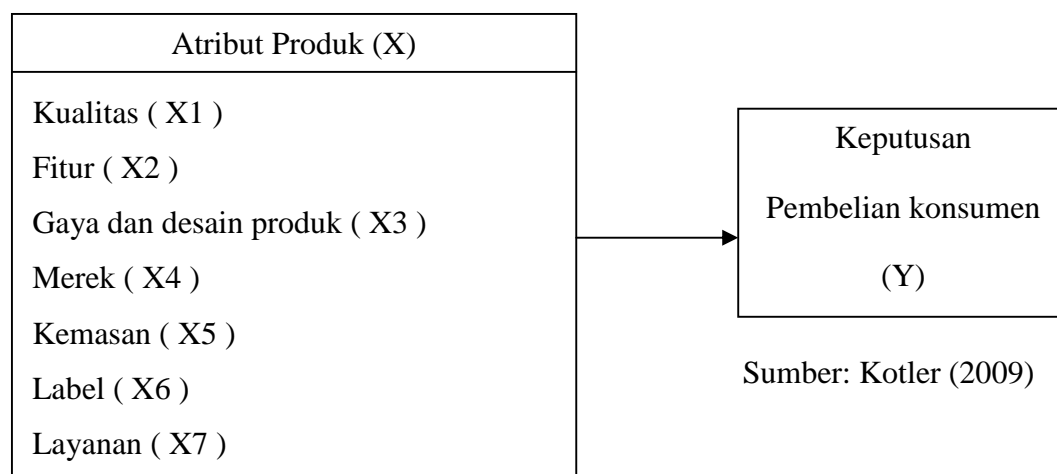 Atribut Produk (X)
Kualitas ( X1 )
Fitur ( X2 )
Gaya dan desain produk ( X3 )
Merek ( X4 )
Kemasan ( X5 )
Label ( X6 )
Layanan ( X7 )
Keputusan
Pembelian konsumen
(Y)
Sumber: Kotler (2009)